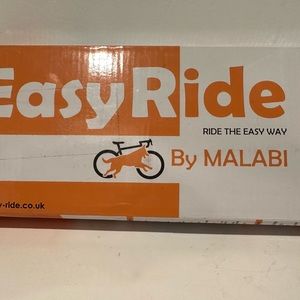 EasyRide
RIDE THE EASY WAY
By MALABI
-ride.co.uk